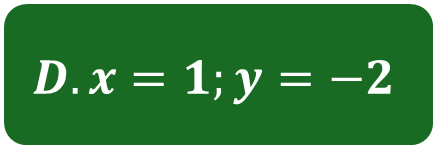 D. x = 1; y = −2